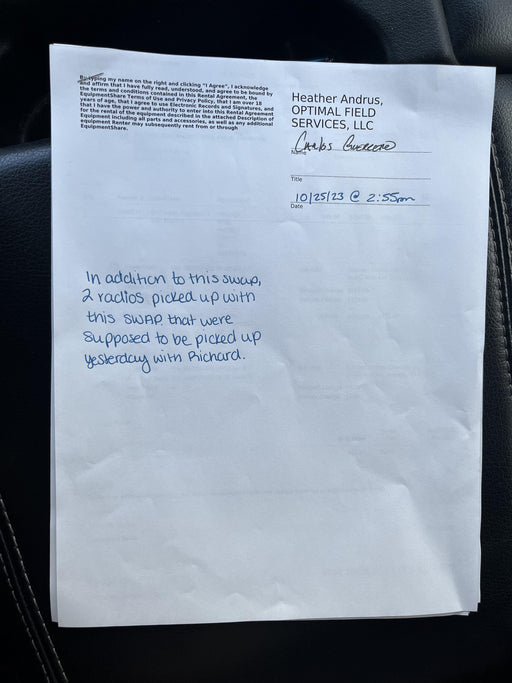 By typing my name on the right and clicking "I Agree", I acknowledge
and affirm that I have fully read, understood, and agree to be bound by
the terms and conditions contained in this Rental Agreement, the
EquipmentShare Terms of Use and Privacy Policy, that I am over 18
years of age, that I agree to use Electronic Records and Signatures, and
that I have the power and authority to enter into this Rental Agreement
for the rental of the equipment described in the attached Description of
Equipment including all parts and accessories, as well as any additional
equipment Renter may subsequently rent from or through
EquipmentShare.
Heather Andrus,
OPTIMAL FIELD
SERVICES, LLC
Carlos Guerrero
Name
Title
10/25/23 @ 2:55pm
Date
In addition to this swap,
2 radios picked up with
this SWAP that were
supposed to be picked up
yesterday with Richard.